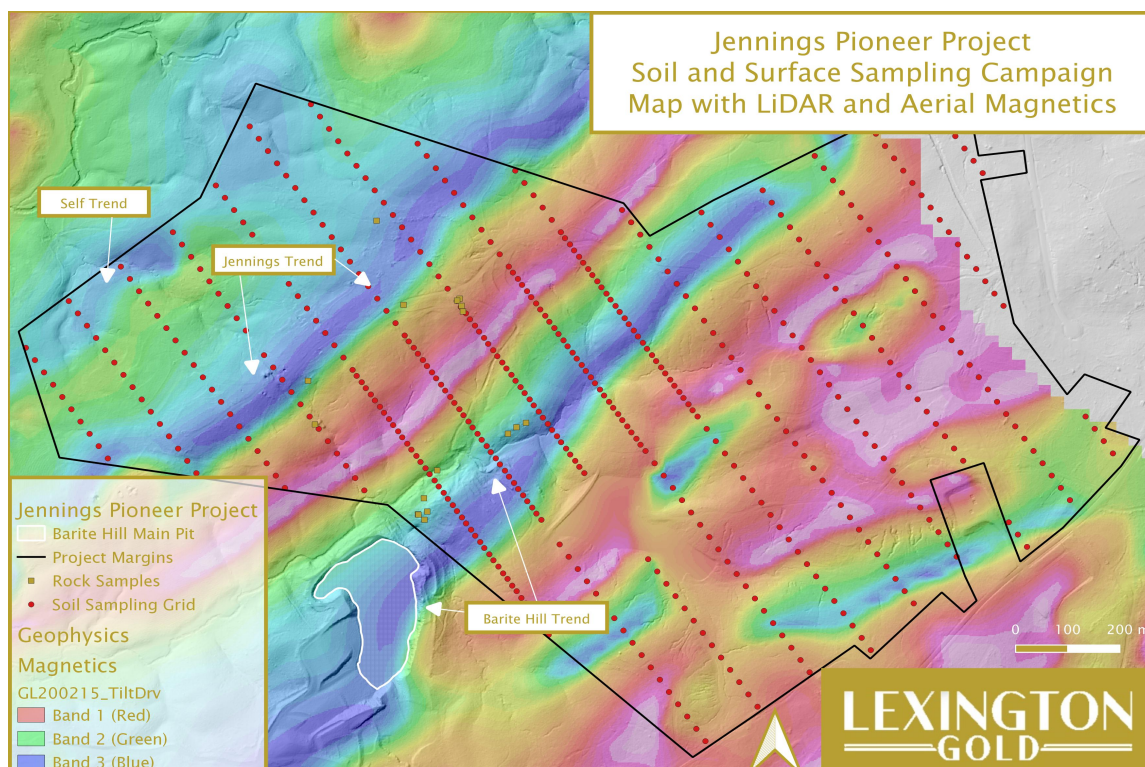 Jennings Pioneer Project
Soil and Surface Sampling Campaign
Map with LiDAR and Aerial Magnetics
Self Trend
Jennings Trend
Barite Hill Trend
Jennings Pioneer Project
Barite Hill Main Pit
Project Margins
Rock Samples
Soil Sampling Grid
Geophysics
Magnetics
GL200215_TiltDrv
Band 1 (Red)
Band 2 (Green)
Band 3 (Blue)
0 100 200 m
LEXINGTON
GOLD